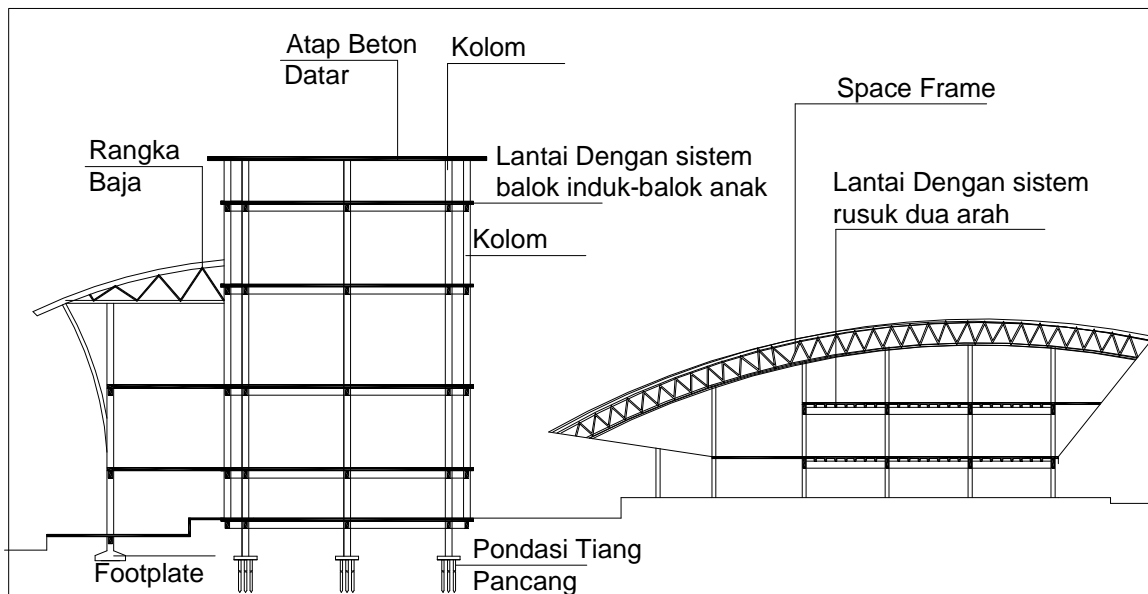 Atap Beton
Datar
Kolom
Space Frame
Rangka
Baja
Lantai Dengan sistem
balok induk-balok anak
Lantai Dengan sistem
rusuk dua arah
Kolom
Footplate
Pondasi Tiang
Pancang